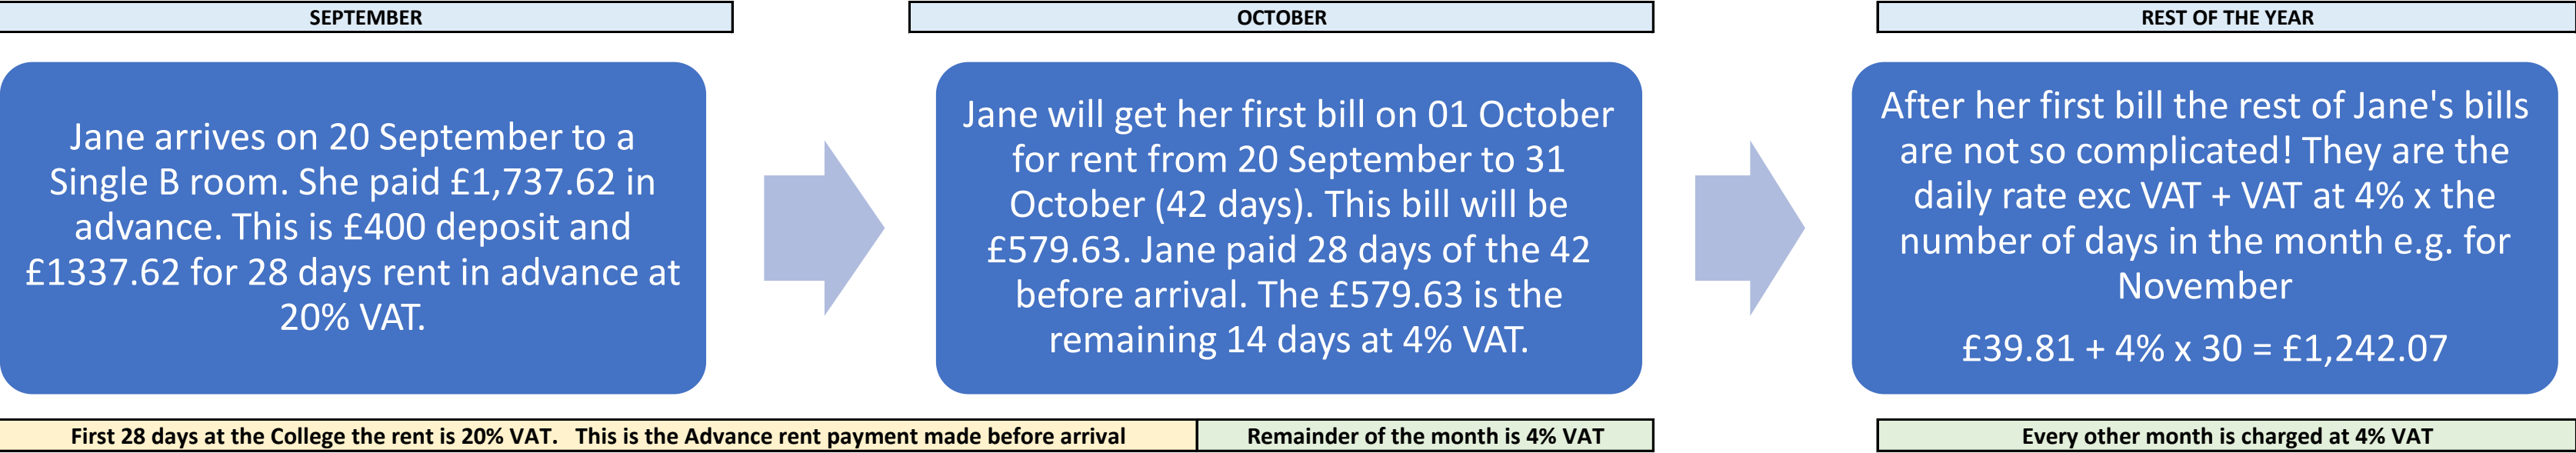 SEPTEMBER
OCTOBER
REST OF THE YEAR
Jane arrives on 20 September to a
Single B room. She paid £1,737.62 in
advance. This is £400 deposit and
£1337.62 for 28 days rent in advance at
20% VAT.
Jane will get her first bill on 01 October
for rent from 20 September to 31
October (42 days). This bill will be
£579.63. Jane paid 28 days of the 42
before arrival. The £579.63 is the
remaining 14 days at 4% VAT.
After her first bill the rest of Jane's bills
are not so complicated! They are the
daily rate exc VAT + VAT at 4% x the
number of days in the month e.g. for
November
£39.81 + 4% x 30 = £1,242.07
First 28 days at the College the rent is 20% VAT.   This is the Advance rent payment made before arrival
Remainder of the month is 4% VAT
Every other month is charged at 4% VAT